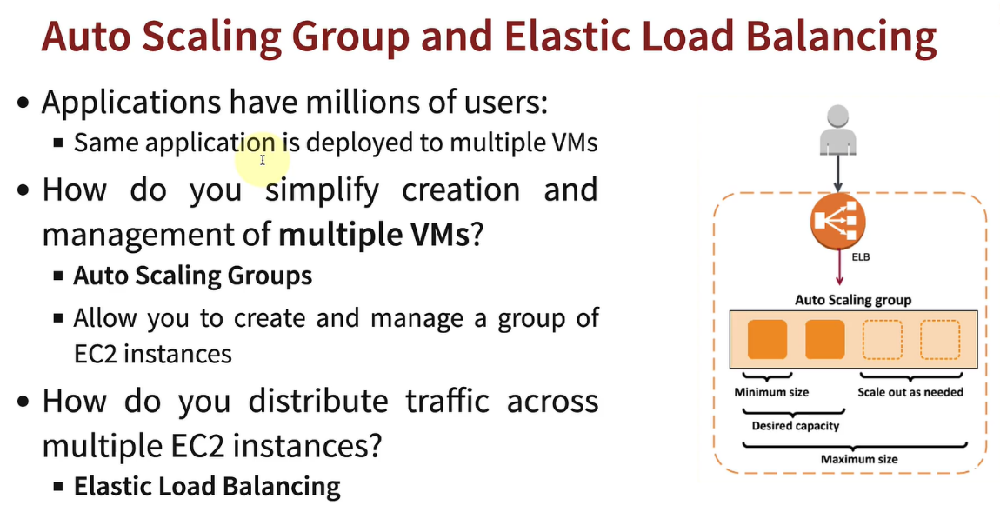 Auto Scaling Group and Elastic Load Balancing
• Applications have millions of users:
▪ Same application is deployed to multiple VMs
• How do you simplify creation and
management of multiple VMs?
▪ Auto Scaling Groups
▪ Allow you to create and manage a group of
EC2 instances
• How do you distribute traffic across
multiple EC2 instances?
▪ Elastic Load Balancing
ELB
Auto Scaling group
Minimum size
Scale out as needed
Desired capacity
Maximum size